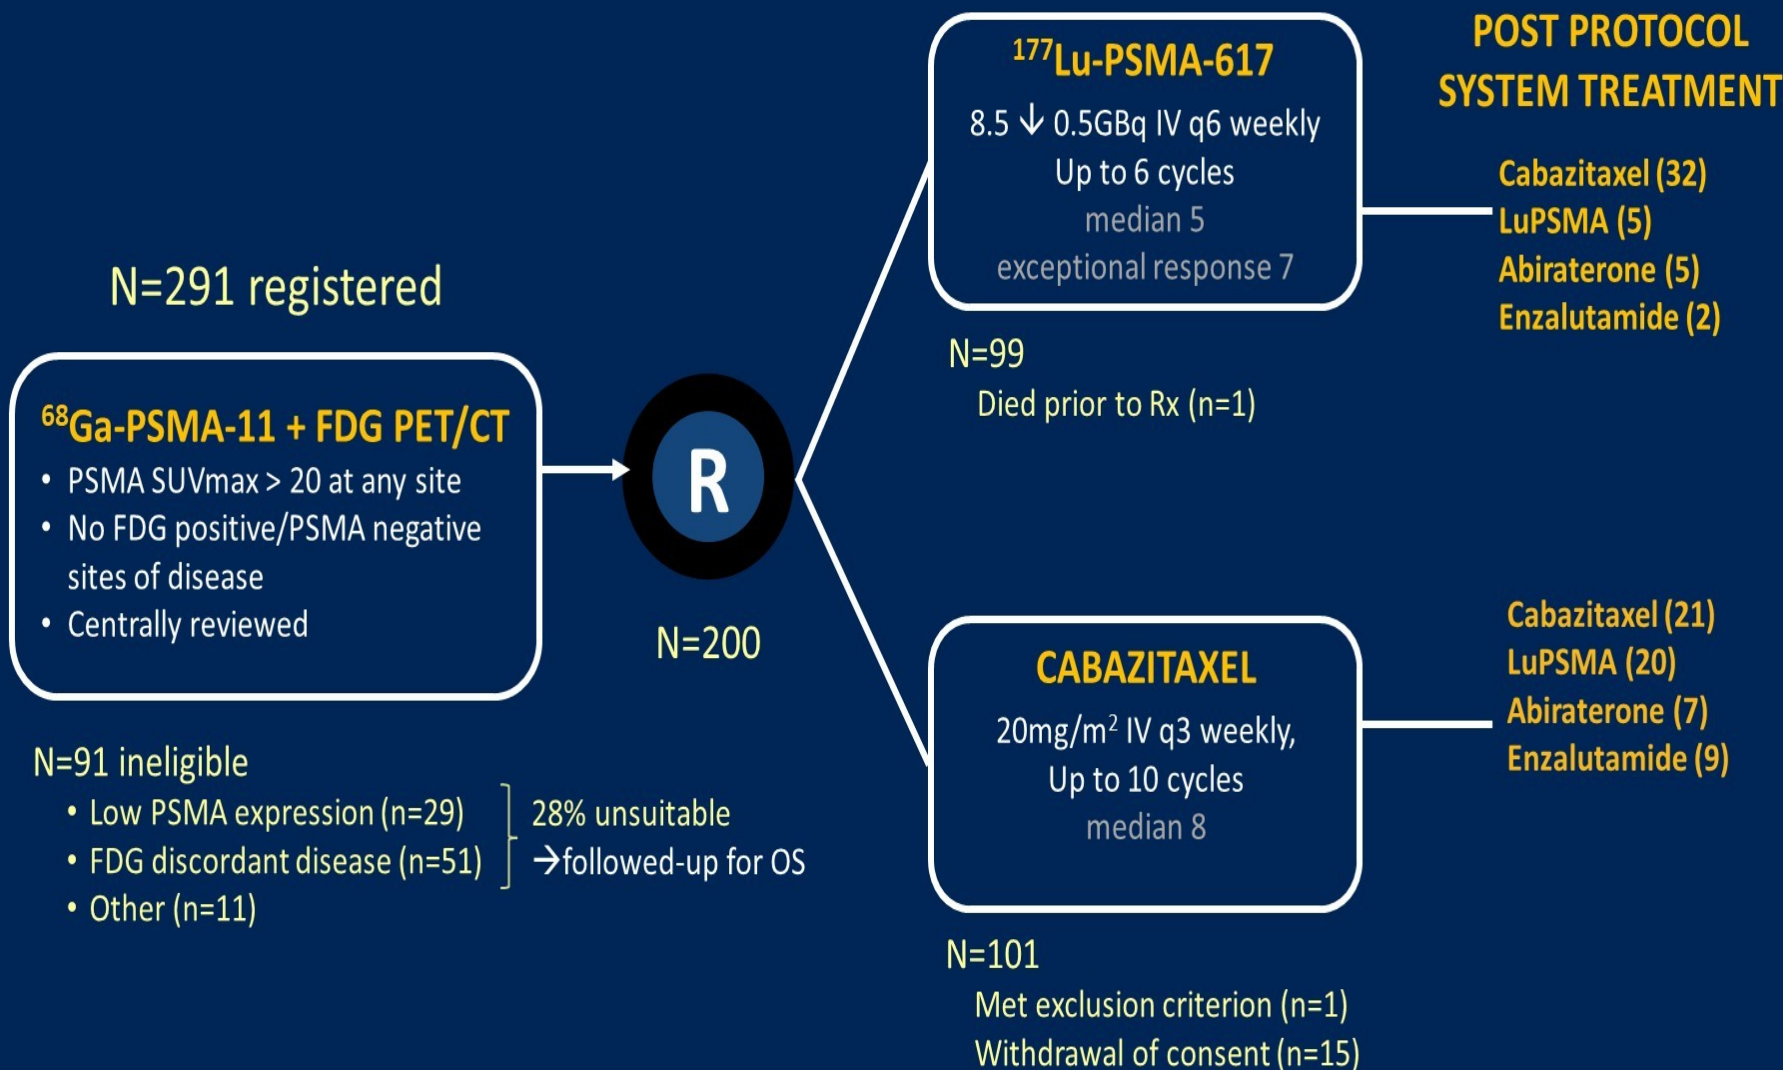 N=291 registered
⁶⁸Ga-PSMA-11 + FDG PET/CT
• PSMA SUVmax > 20 at any site
• No FDG positive/PSMA negative
sites of disease
• Centrally reviewed
N=91 ineligible
• Low PSMA expression (n=29)
• FDG discordant disease (n=51)
• Other (n=11)
28% unsuitable
→followed-up for OS
R
N=200
¹⁷⁷Lu-PSMA-617
8.5 ↓ 0.5GBq IV q6 weekly
Up to 6 cycles
median 5
exceptional response 7
N=99
Died prior to Rx (n=1)
CABAZITAXEL
20mg/m² IV q3 weekly,
Up to 10 cycles
median 8
N=101
Met exclusion criterion (n=1)
Withdrawal of consent (n=15)
POST PROTOCOL
SYSTEM TREATMENT
Cabazitaxel (32)
LuPSMA (5)
Abiraterone (5)
Enzalutamide (2)
Cabazitaxel (21)
LuPSMA (20)
Abiraterone (7)
Enzalutamide (9)